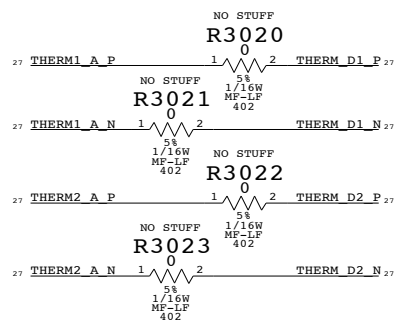 NO STUFF
R3020
0
27 THERM1_A_P 1 2 THERM_D1_P 27
5%
1/16W
MF-LF
402
NO STUFF
R3021
0
27 THERM1_A_N 1 2 THERM_D1_N 27
5%
1/16W
MF-LF
402
NO STUFF
R3022
0
27 THERM2_A_P 1 2 THERM_D2_P 27
5%
1/16W
MF-LF
402
NO STUFF
R3023
0
27 THERM2_A_N 1 2 THERM_D2_N 27
5%
1/16W
MF-LF
402